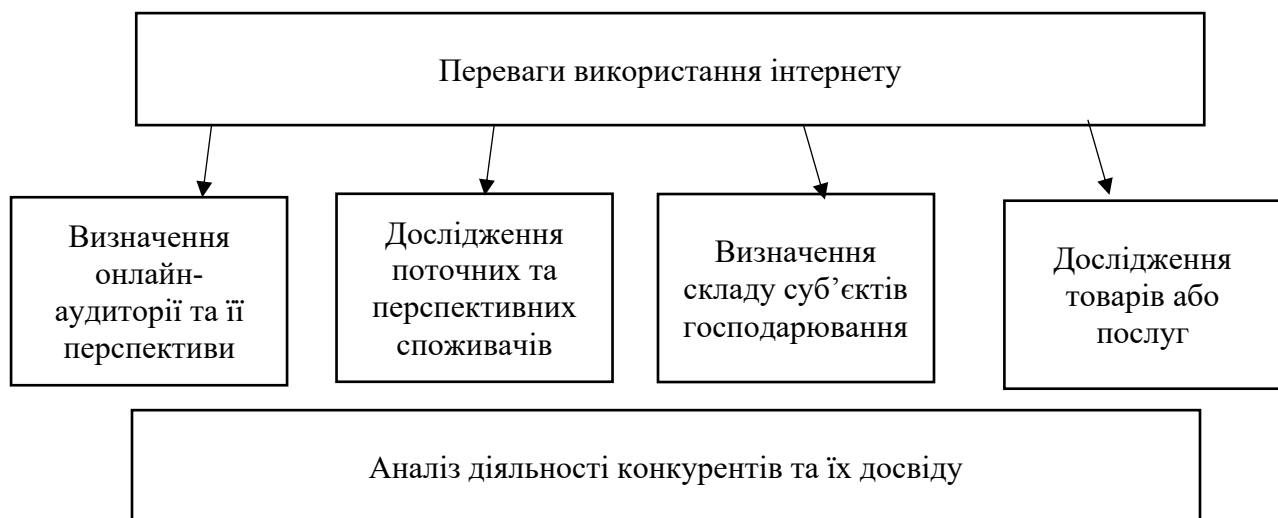 Переваги використання інтернету
Визначення
онлайн-
аудиторії та її
перспективи
Дослідження
поточних та
перспективних
споживачів
Визначення
складу суб’єктів
господарювання
Дослідження
товарів або
послуг
Аналіз діяльності конкурентів та їх досвіду